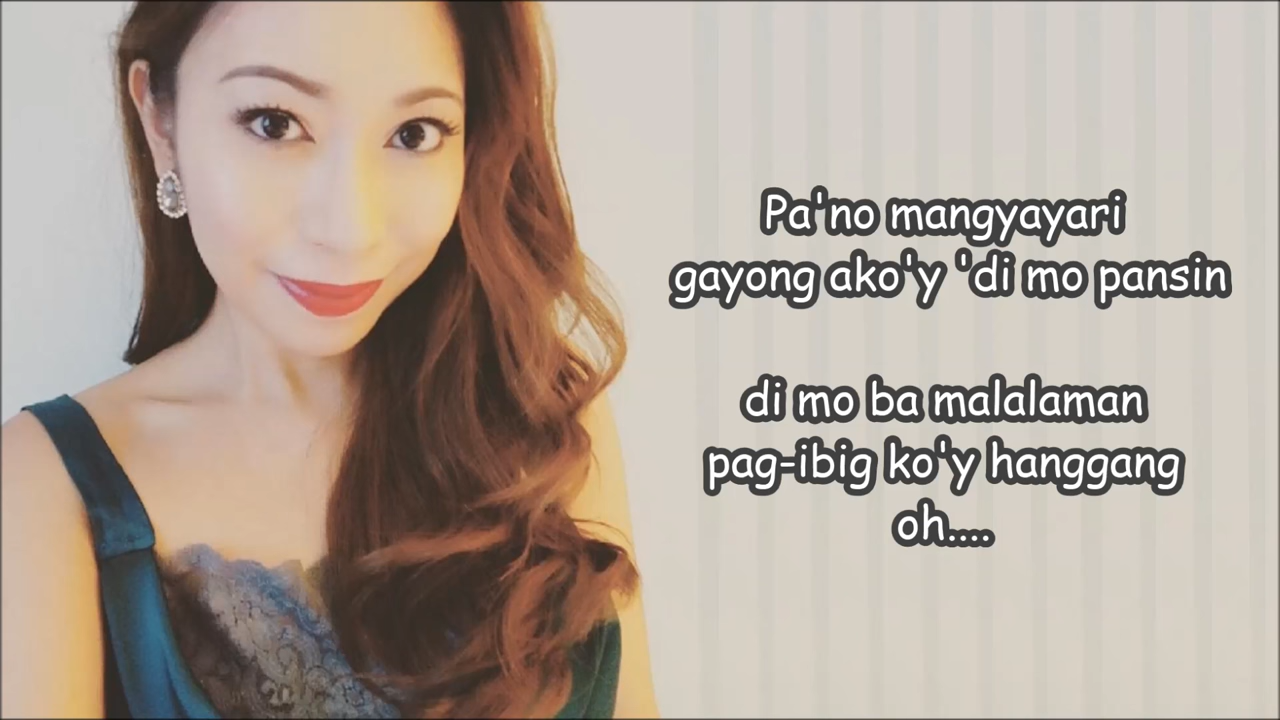 Pa'no mangyayari
gayong ako'y 'di mo pansin
di mo ba malalaman
pag-ibig ko'y hanggang
oh....